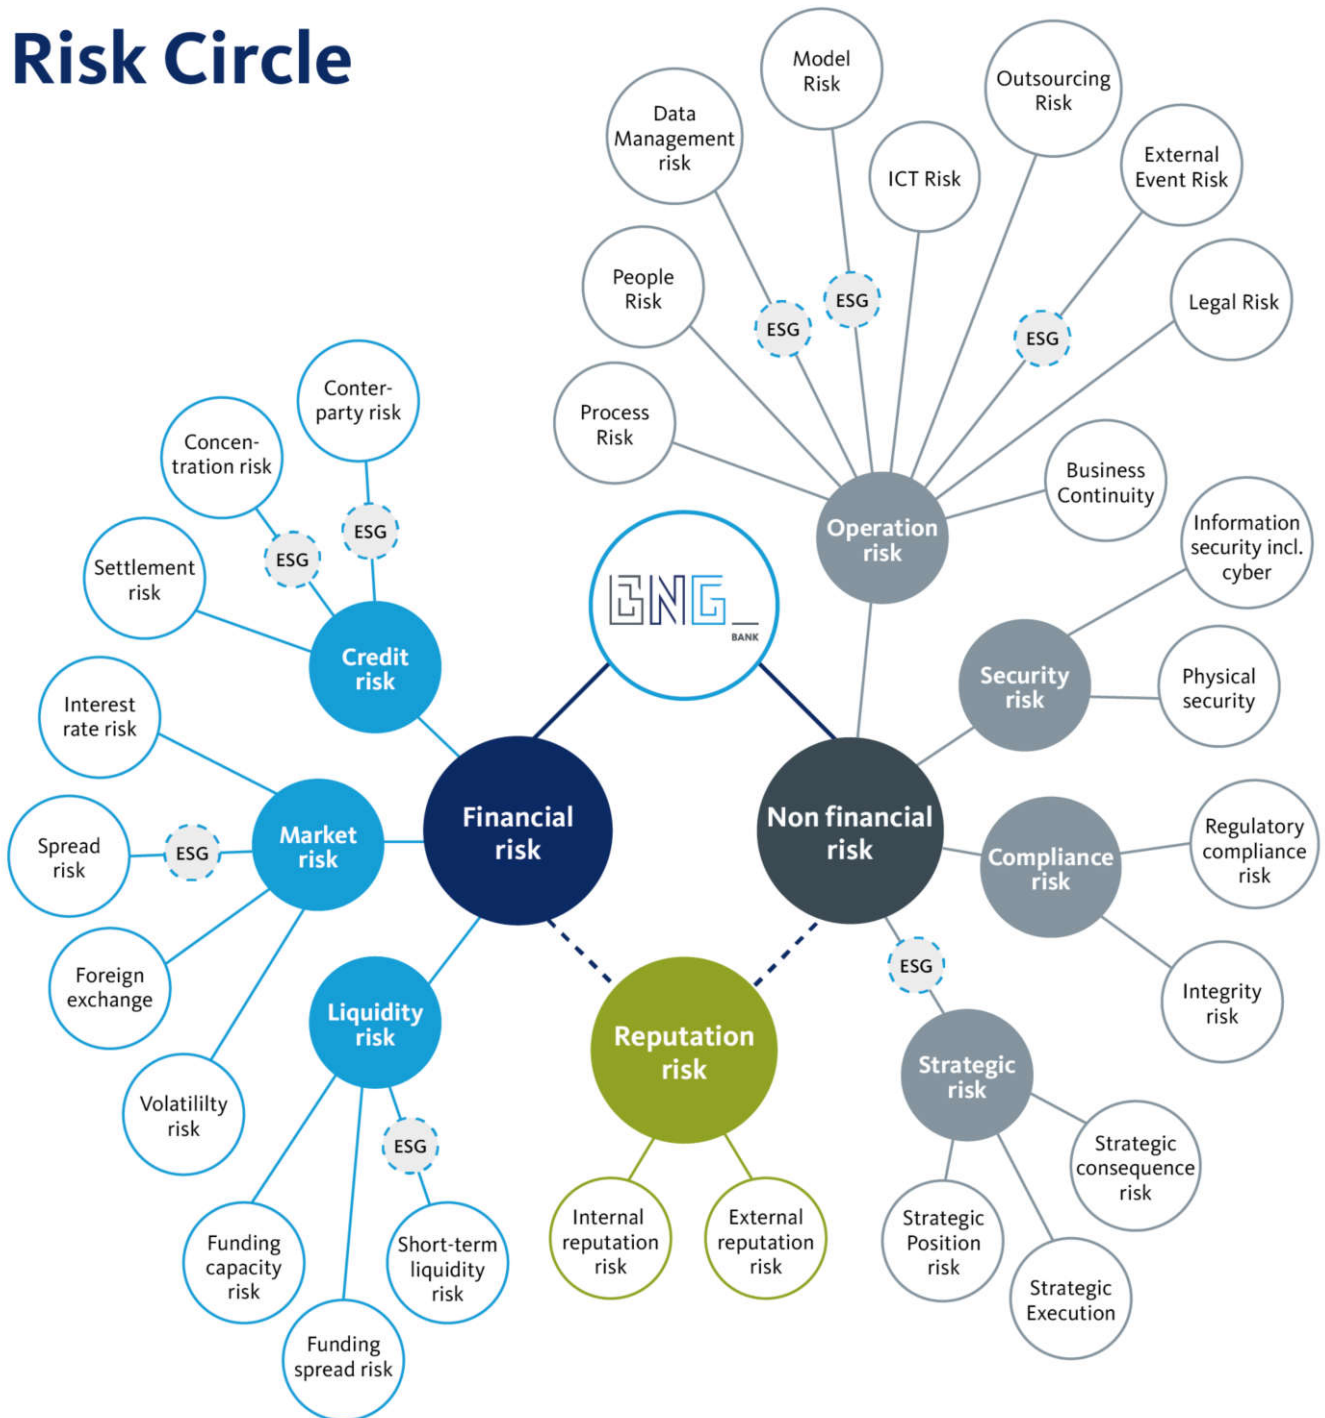 Risk Circle
Model
Risk
Outsourcing
Risk
Data
Management
risk
External
Event Risk
ICT Risk
People
Risk
ESG
ESG
ESG
Legal Risk
Process
Risk
Business
Continuity
Operation
risk
Conter-
party risk
Concen-
tration risk
ESG
ESG
Settlement
risk
Credit
risk
BNG_
BANK
Information
security incl.
cyber
Security
risk
Physical
security
Interest
rate risk
Spread
risk
ESG
Market
risk
Financial
risk
Non financial
risk
Compliance
risk
Regulatory
compliance
risk
Integrity
risk
Foreign
exchange
Volatililty
risk
Liquidity
risk
ESG
Reputation
risk
ESG
Strategic
risk
Funding
capacity
risk
Funding
spread risk
Short-term
liquidity
risk
Internal
reputation
risk
External
reputation
risk
Strategic
Position
risk
Strategic
Execution
Strategic
consequence
risk